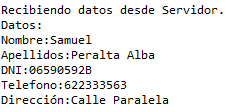 Recibiendo datos desde Servidor.
Datos:
Nombre:Samuel
Apellidos:Peralta Alba
DNI:06590592B
Telefono:622333563
Dirección:Calle Paralela